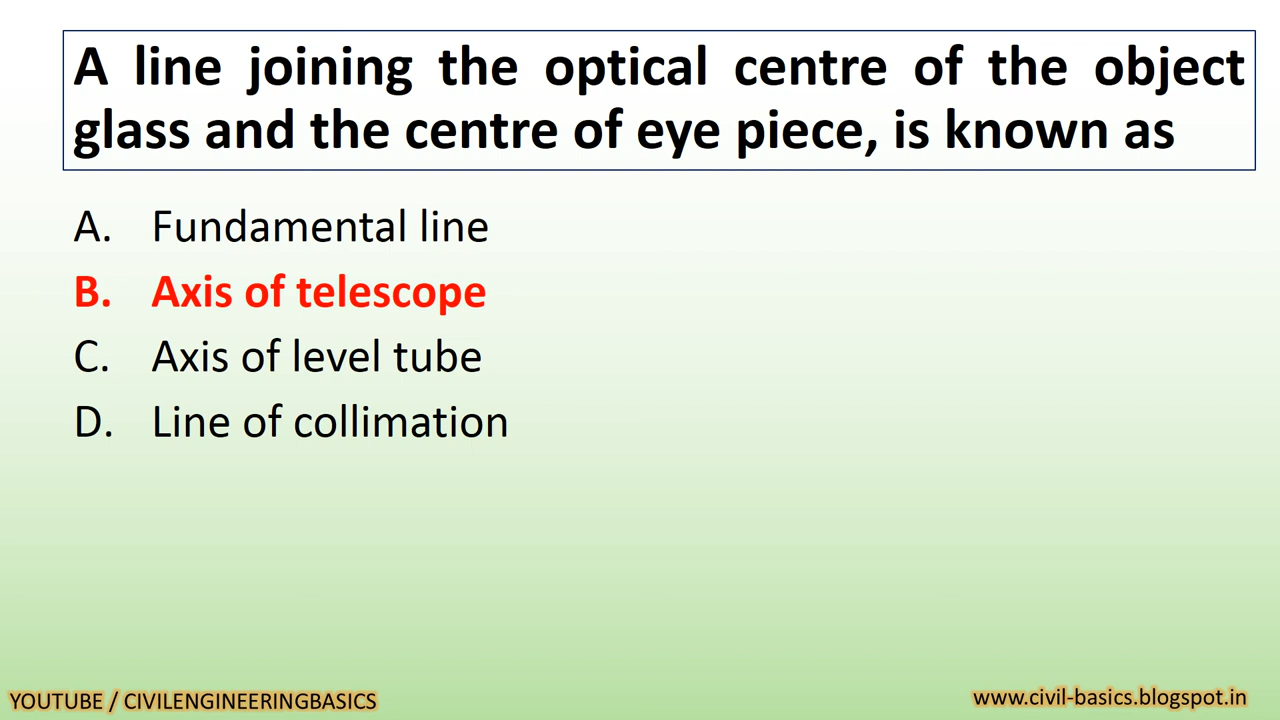 A line joining the optical centre of the object
glass and the centre of eye piece, is known as
A. Fundamental line
B. Axis of telescope
C. Axis of level tube
D. Line of collimation
YOUTUBE / CIVILENGINEERINGBASICS
www.civil-basics.blogspot.in